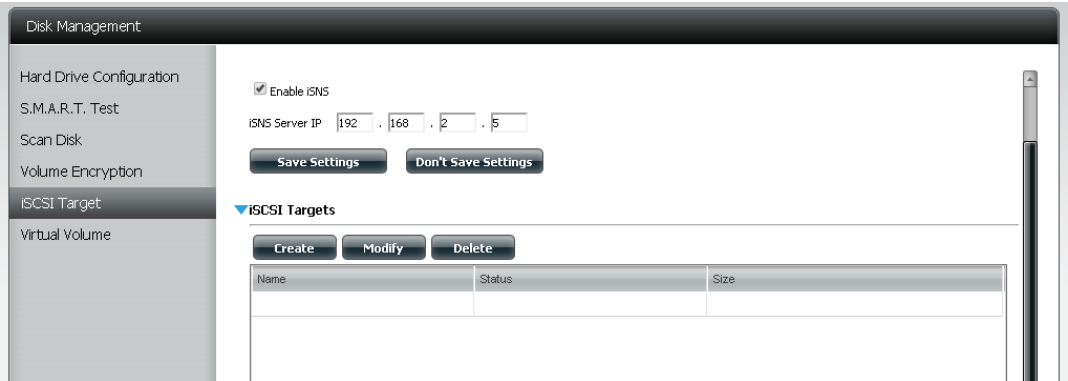 Disk Management
Hard Drive Configuration
S.M.A.R.T. Test
Scan Disk
Volume Encryption
iSCSI Target
Virtual Volume
Enable iSNS
iSNS Server IP 192 . 168 . 2 . 5
Save Settings Don't Save Settings
iSCSI Targets
Create Modify Delete
Name Status Size